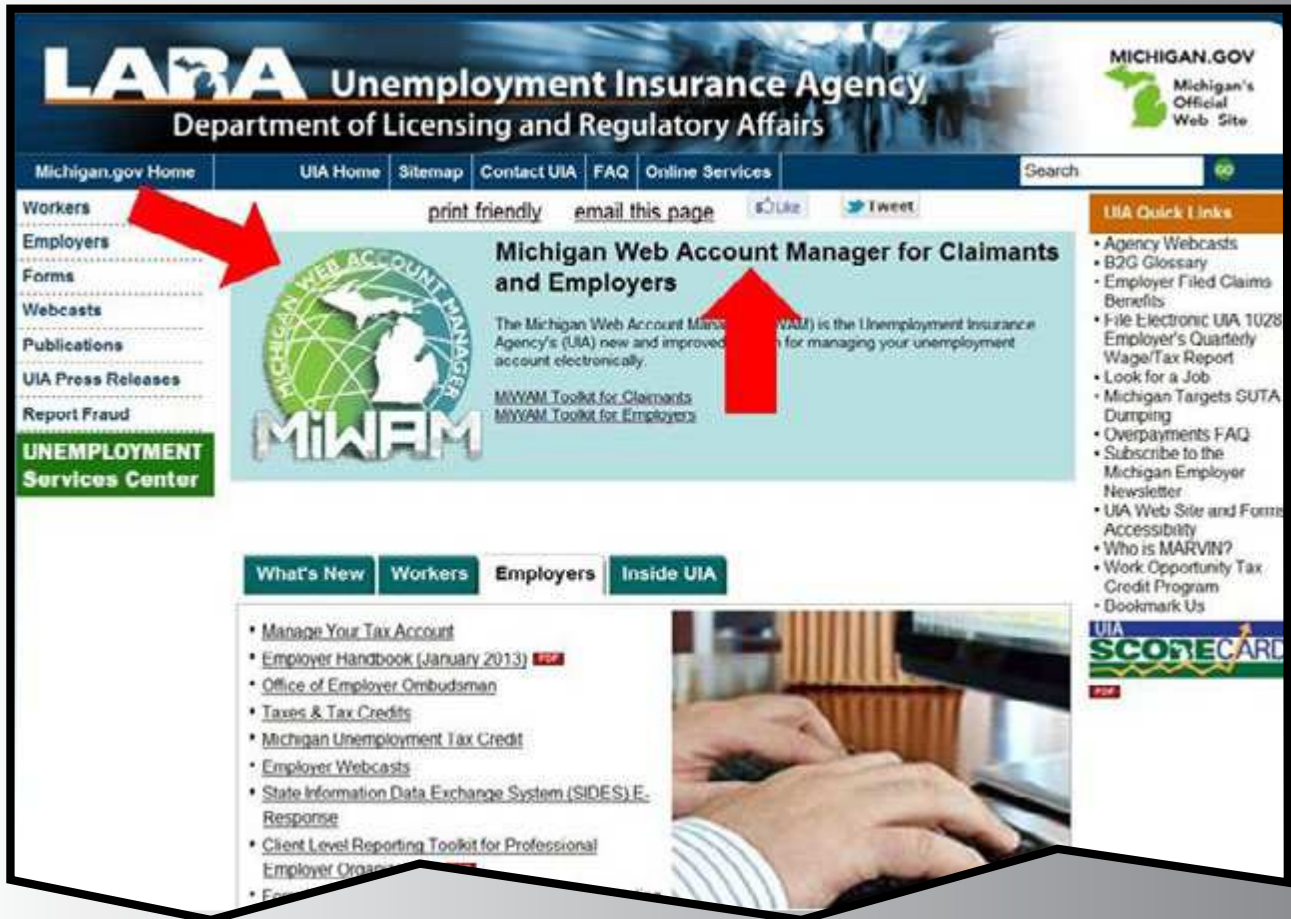 LARA Unemployment Insurance Agency
Department of Licensing and Regulatory Affairs
MICHIGAN.GOV
Michigan's
Official
Web Site
Michigan.gov Home
UIA Home
Sitemap
Contact UIA
FAQ
Online Services
Search
GO
Workers
Employers
Forms
Webcasts
Publications
UIA Press Releases
Report Fraud
UNEMPLOYMENT
Services Center
print friendly
email this page
Like
Tweet
MICHIGAN WEB ACCOUNT MANAGER
MiWAM
Michigan Web Account Manager for Claimants
and Employers
The Michigan Web Account WAM) is the Unemployment Insurance
Agency's (UIA) new and improved for managing your unemployment
account electronically.
MiWAM Toolkit for Claimants
MiWAM Toolkit for Employers
UIA Quick Links
• Agency Webcasts
• B2G Glossary
• Employer Filed Claims
Benefits
• File Electronic UIA 1028
Employer's Quarterly
Wage/Tax Report
• Look for a Job
• Michigan Targets SUTA
Dumping
• Overpayments FAQ
• Subscribe to the
Michigan Employer
Newsletter
• UIA Web Site and Forms
Accessibility
• Who is MARVIN?
• Work Opportunity Tax
Credit Program
• Bookmark Us
UIA
SCORECARD
PDF
What's New
Workers
Employers
Inside UIA
• Manage Your Tax Account
• Employer Handbook (January 2013) PDF
• Office of Employer Ombudsman
• Taxes & Tax Credits
• Michigan Unemployment Tax Credit
• Employer Webcasts
• State Information Data Exchange System (SIDES) E-
Response
• Client Level Reporting Toolkit for Professional
Employer